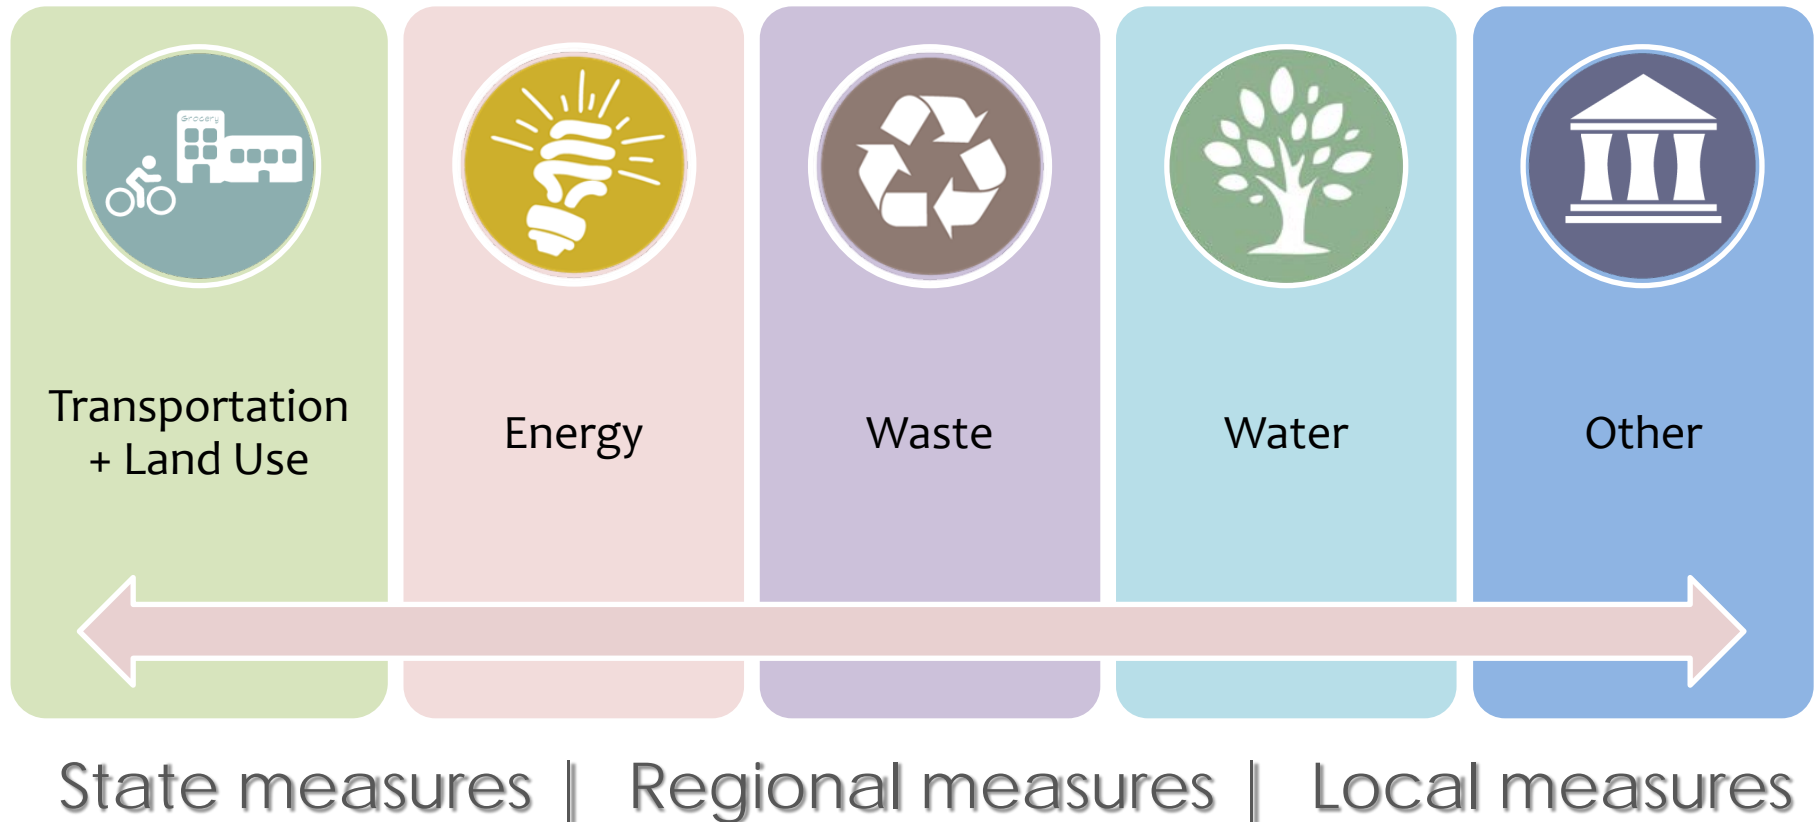 Grocery
Transportation
+ Land Use
Energy
Waste
Water
Other
State measures | Regional measures | Local measures